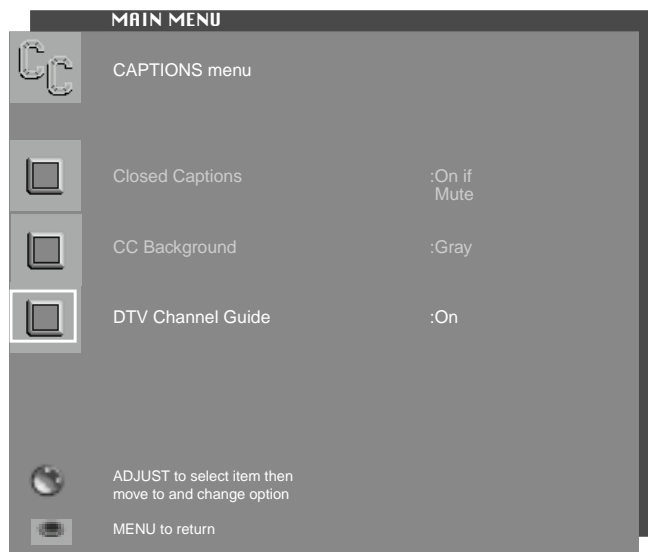 MAIN MENU
CC
CAPTIONS menu
Closed Captions :On if
Mute
CC Background :Gray
DTV Channel Guide :On
ADJUST to select item then
move to and change option
MENU to return